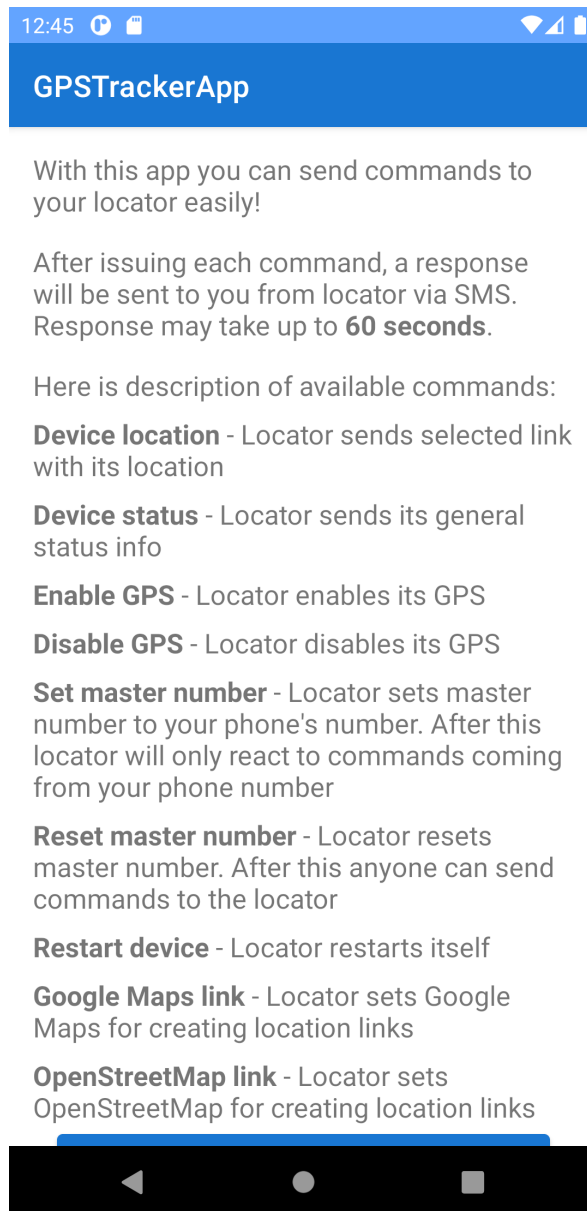 12:45
GPSTrackerApp
With this app you can send commands to
your locator easily!
After issuing each command, a response
will be sent to you from locator via SMS.
Response may take up to 60 seconds.
Here is description of available commands:
Device location - Locator sends selected link
with its location
Device status - Locator sends its general
status info
Enable GPS - Locator enables its GPS
Disable GPS - Locator disables its GPS
Set master number - Locator sets master
number to your phone's number. After this
locator will only react to commands coming
from your phone number
Reset master number - Locator resets
master number. After this anyone can send
commands to the locator
Restart device - Locator restarts itself
Google Maps link - Locator sets Google
Maps for creating location links
OpenStreetMap link - Locator sets
OpenStreetMap for creating location links